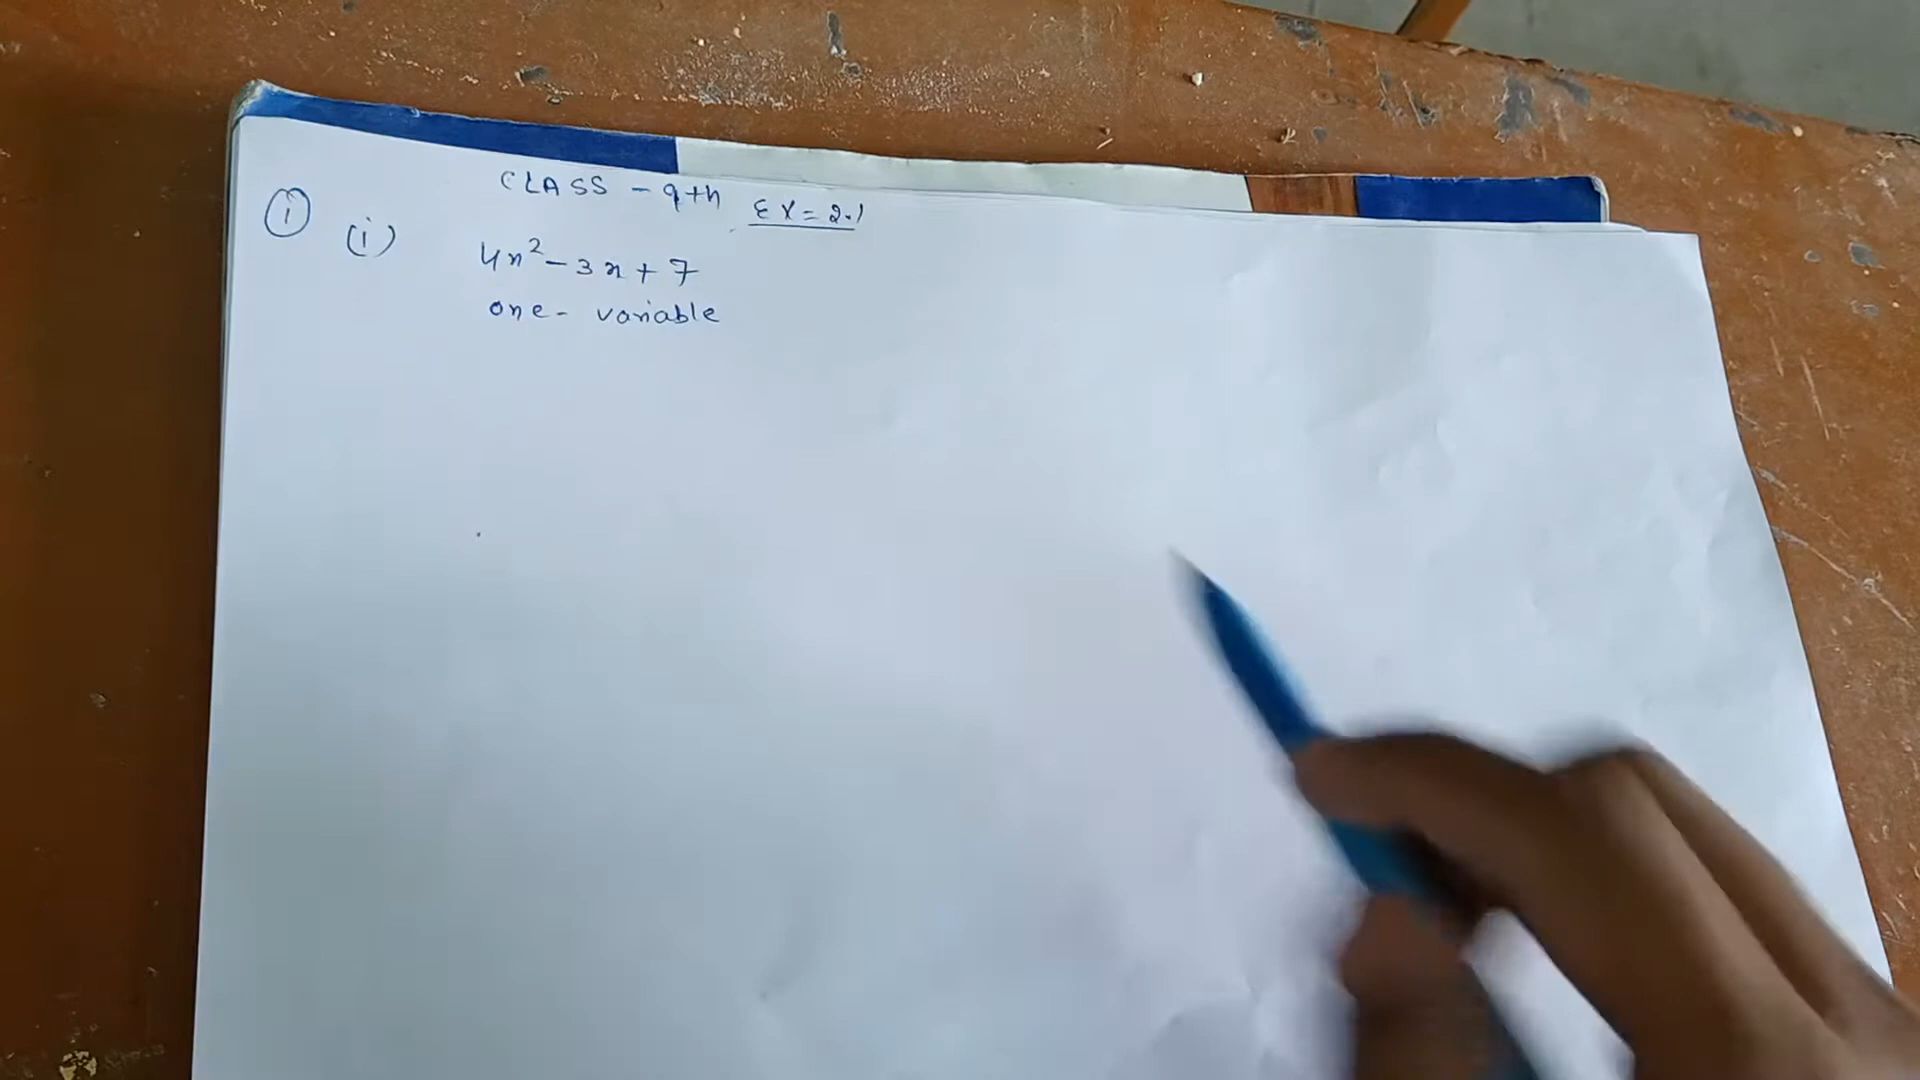 CLASS - 9th EX = 2.1
① (i) 4x² - 3x + 7
one - variable